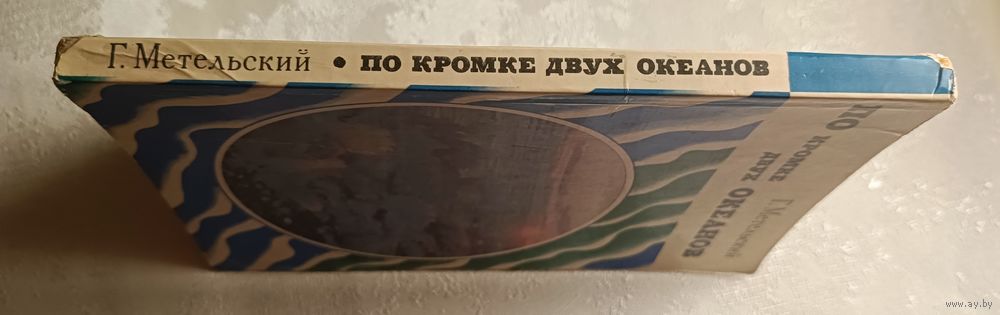 Г. Метельский • ПО КРОМКЕ ДВУХ ОКЕАНОВ
ПО
КРОМКЕ
ДВУХ
ОКЕАНОВ
Г. Метельский
www.ay.by